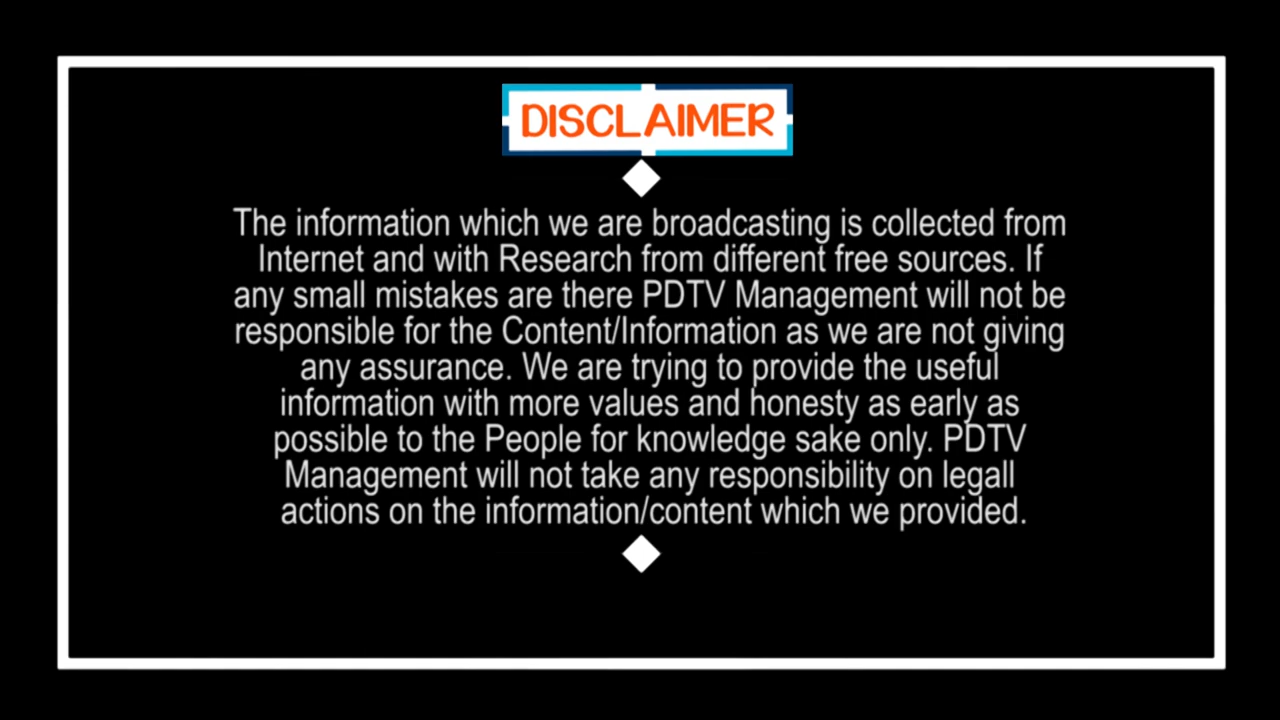 DISCLAIMER
The information which we are broadcasting is collected from
Internet and with Research from different free sources. If
any small mistakes are there PDTV Management will not be
responsible for the Content/Information as we are not giving
any assurance. We are trying to provide the useful
information with more values and honesty as early as
possible to the People for knowledge sake only. PDTV
Management will not take any responsibility on legall
actions on the information/content which we provided.